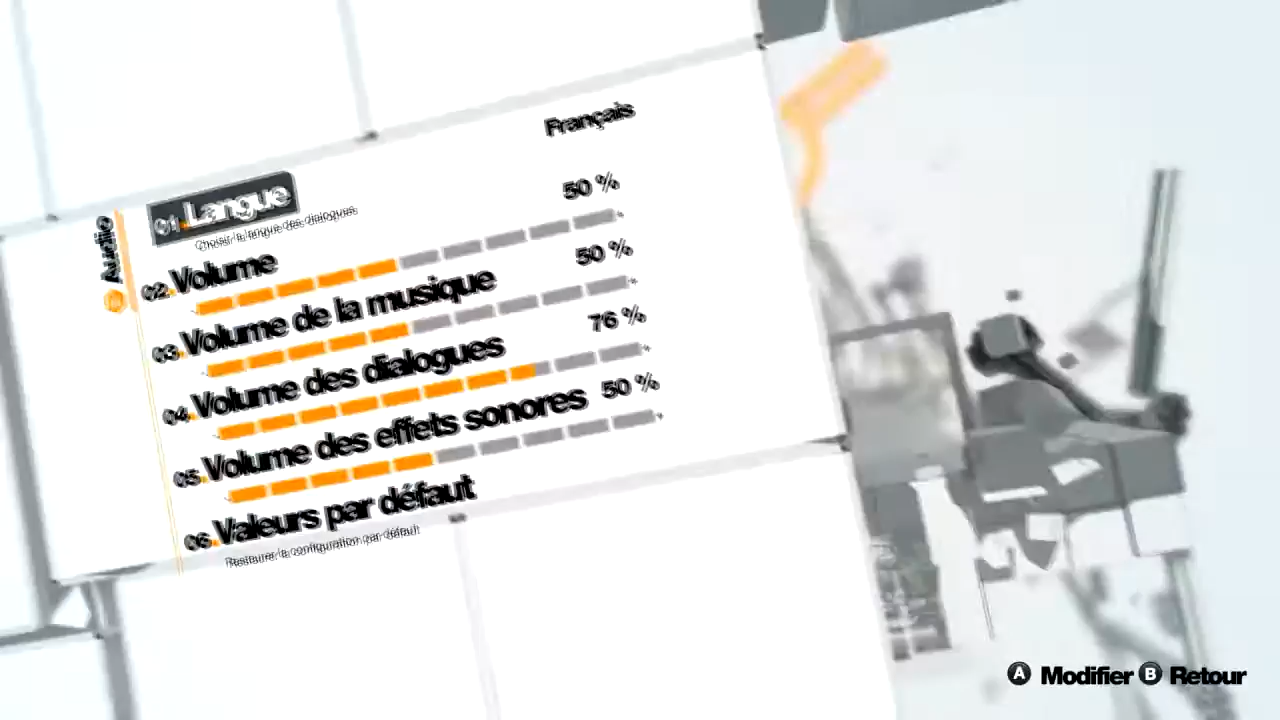 Audio
Français
01.Langue
Choisir la langue des dialogues
50 %
02.Volume
50 %
03.Volume de la musique
76 %
04.Volume des dialogues
50 %
05.Volume des effets sonores
06.Valeurs par défaut
Restaurer la configuration par défaut
A Modifier B Retour